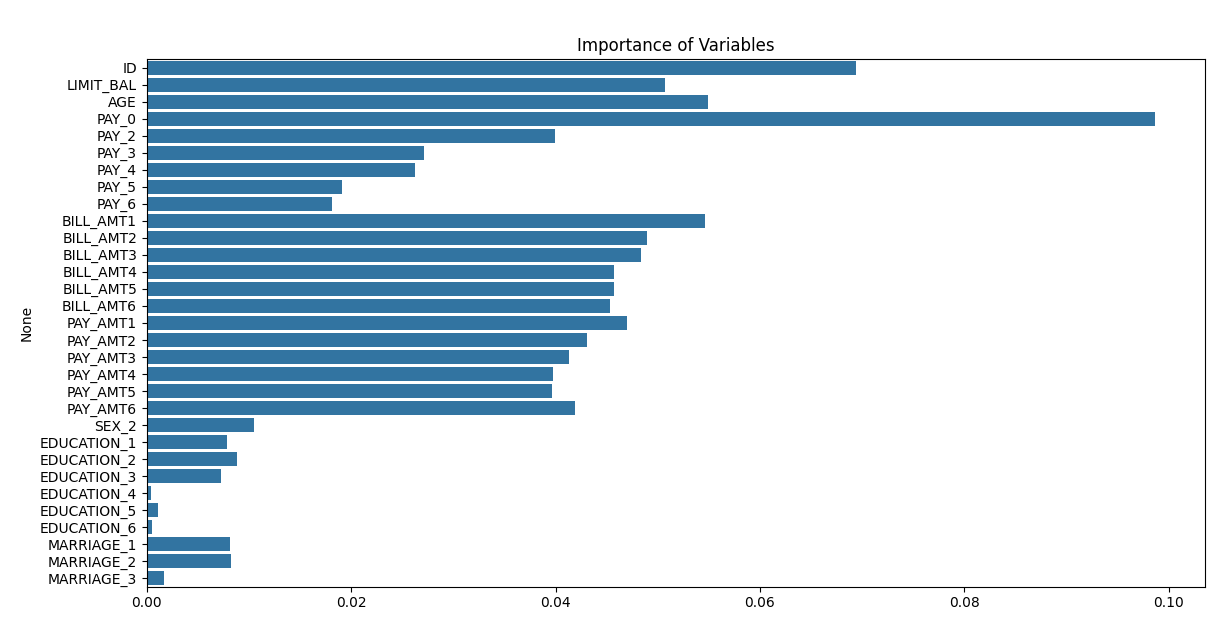 Importance of Variables
ID
LIMIT_BAL
AGE
PAY_0
PAY_2
PAY_3
PAY_4
PAY_5
PAY_6
BILL_AMT1
BILL_AMT2
BILL_AMT3
BILL_AMT4
BILL_AMT5
BILL_AMT6
PAY_AMT1
PAY_AMT2
PAY_AMT3
PAY_AMT4
PAY_AMT5
PAY_AMT6
SEX_2
EDUCATION_1
EDUCATION_2
EDUCATION_3
EDUCATION_4
EDUCATION_5
EDUCATION_6
MARRIAGE_1
MARRIAGE_2
MARRIAGE_3
None
0.00 0.02 0.04 0.06 0.08 0.10